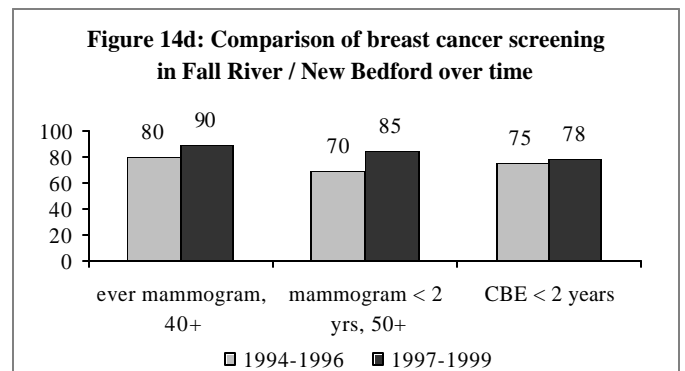 Figure 14d: Comparison of breast cancer screening
in Fall River / New Bedford over time
80 90 70 85 75 78
100
80
60
40
20
0
ever mammogram, 40+
mammogram < 2 yrs, 50+
CBE < 2 years
1994-1996 1997-1999